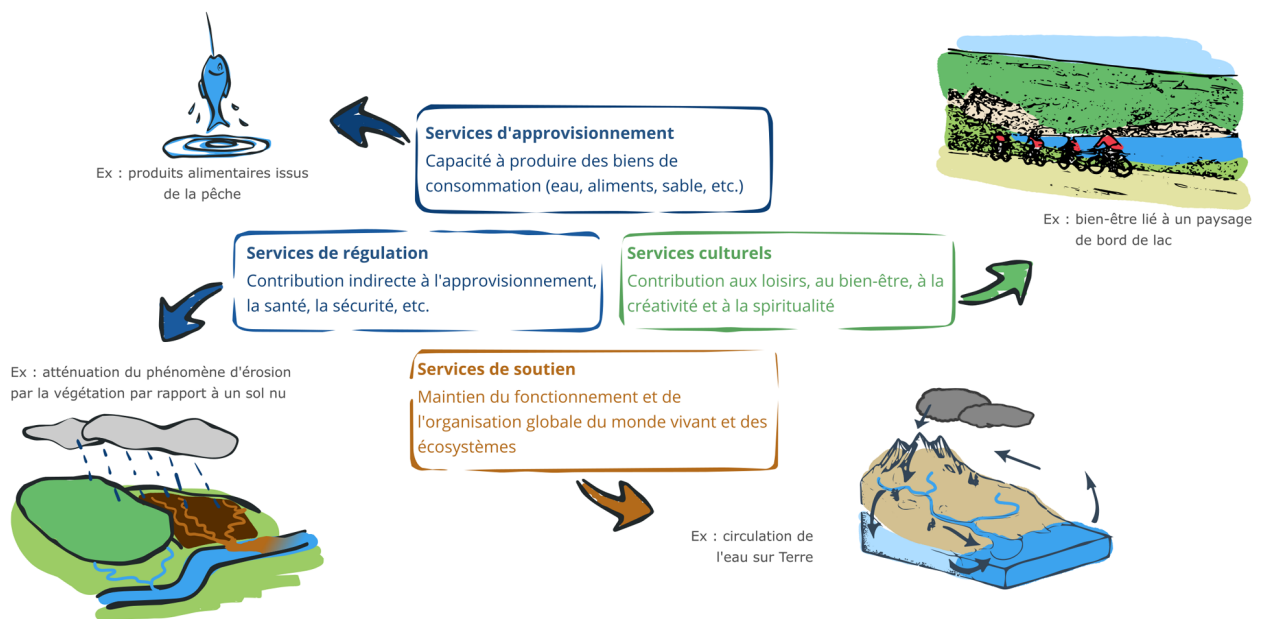 Services d'approvisionnement
Capacité à produire des biens de
consommation (eau, aliments, sable, etc.)
Ex : produits alimentaires issus
de la pêche
Ex : bien-être lié à un paysage
de bord de lac
Services de régulation
Contribution indirecte à l'approvisionnement,
la santé, la sécurité, etc.
Services culturels
Contribution aux loisirs, au bien-être, à la
créativité et à la spiritualité
Ex : atténuation du phénomène d'érosion
par la végétation par rapport à un sol nu
Services de soutien
Maintien du fonctionnement et de
l'organisation globale du monde vivant et des
écosystèmes
Ex : circulation de
l'eau sur Terre